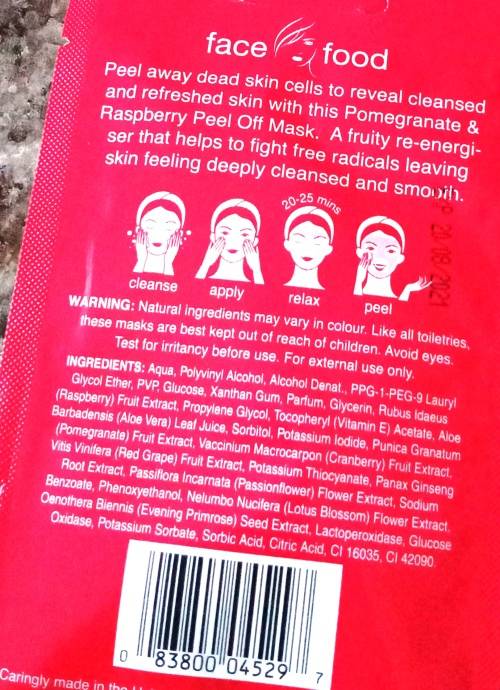 face food
Peel away dead skin cells to reveal cleansed
and refreshed skin with this Pomegranate &
Raspberry Peel Off Mask. A fruity re-energi-
ser that helps to fight free radicals leaving
skin feeling deeply cleansed and smooth.
20-25 mins
cleanse apply relax peel
WARNING: Natural ingredients may vary in colour. Like all toiletries,
these masks are best kept out of reach of children. Avoid eyes.
Test for irritancy before use. For external use only.
INGREDIENTS: Aqua, Polyvinyl Alcohol, Alcohol Denat., PPG-1-PEG-9 Lauryl
Glycol Ether, PVP, Glucose, Xanthan Gum, Parfum, Glycerin, Rubus Idaeus
(Raspberry) Fruit Extract, Propylene Glycol, Tocopheryl (Vitamin E) Acetate, Aloe
Barbadensis (Aloe Vera) Leaf Juice, Sorbitol, Potassium Iodide, Punica Granatum
(Pomegranate) Fruit Extract, Vaccinium Macrocarpon (Cranberry) Fruit Extract,
Vitis Vinifera (Red Grape) Fruit Extract, Potassium Thiocyanate, Panax Ginseng
Root Extract, Passiflora Incarnata (Passionflower) Flower Extract, Sodium
Benzoate, Phenoxyethanol, Nelumbo Nucifera (Lotus Blossom) Flower Extract,
Oenothera Biennis (Evening Primrose) Seed Extract, Lactoperoxidase, Glucose
Oxidase, Potassium Sorbate, Sorbic Acid, Citric Acid, CI 16035, CI 42090.
0 83800 04529 7
Caringly made in the